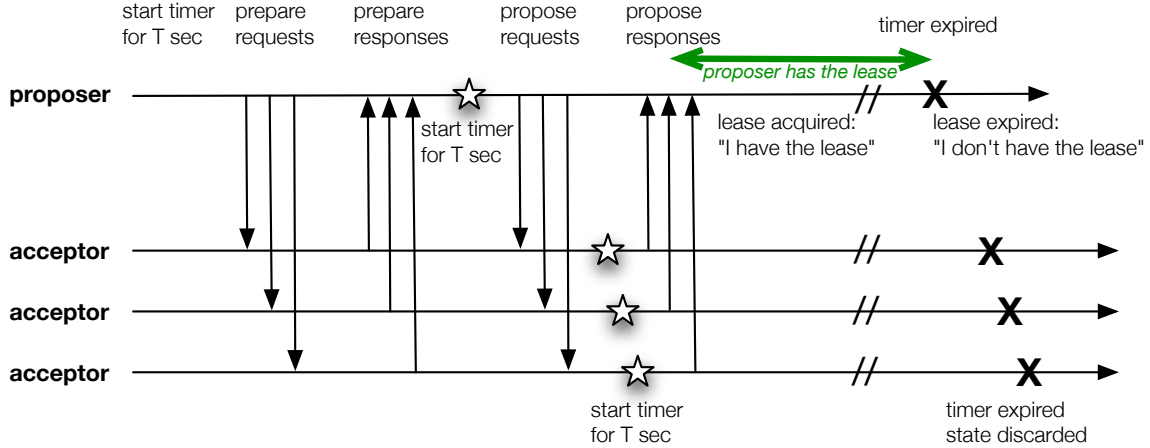 start timer
for T sec
prepare
requests
prepare
responses
propose
requests
propose
responses
timer expired
proposer has the lease
proposer
start timer
for T sec
lease acquired:
"I have the lease"
lease expired:
"I don't have the lease"
acceptor
acceptor
acceptor
start timer
for T sec
timer expired
state discarded